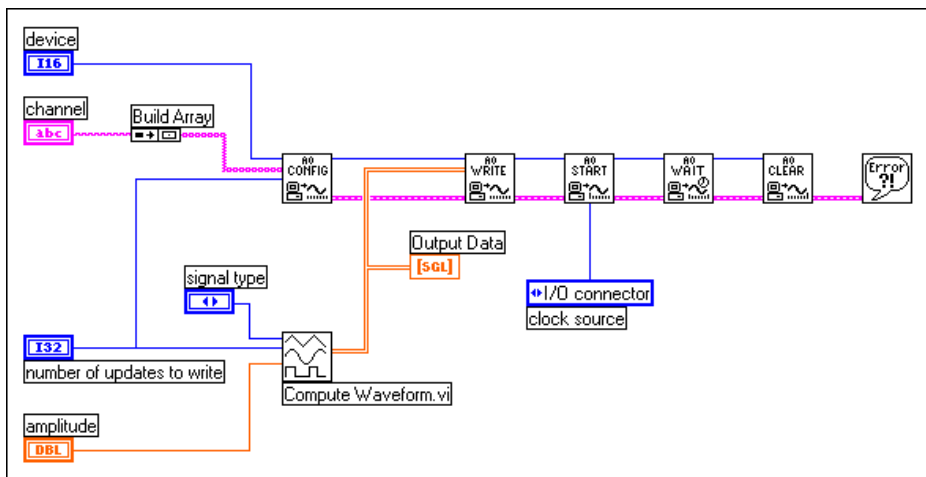 device
I16
channel
abc
Build Array
AO
CONFIG
AO
WRITE
AO
START
AO
WAIT
AO
CLEAR
Error
?!
Output Data
[SGL]
signal type
I/O connector
clock source
I32
number of updates to write
Compute Waveform.vi
amplitude
DBL